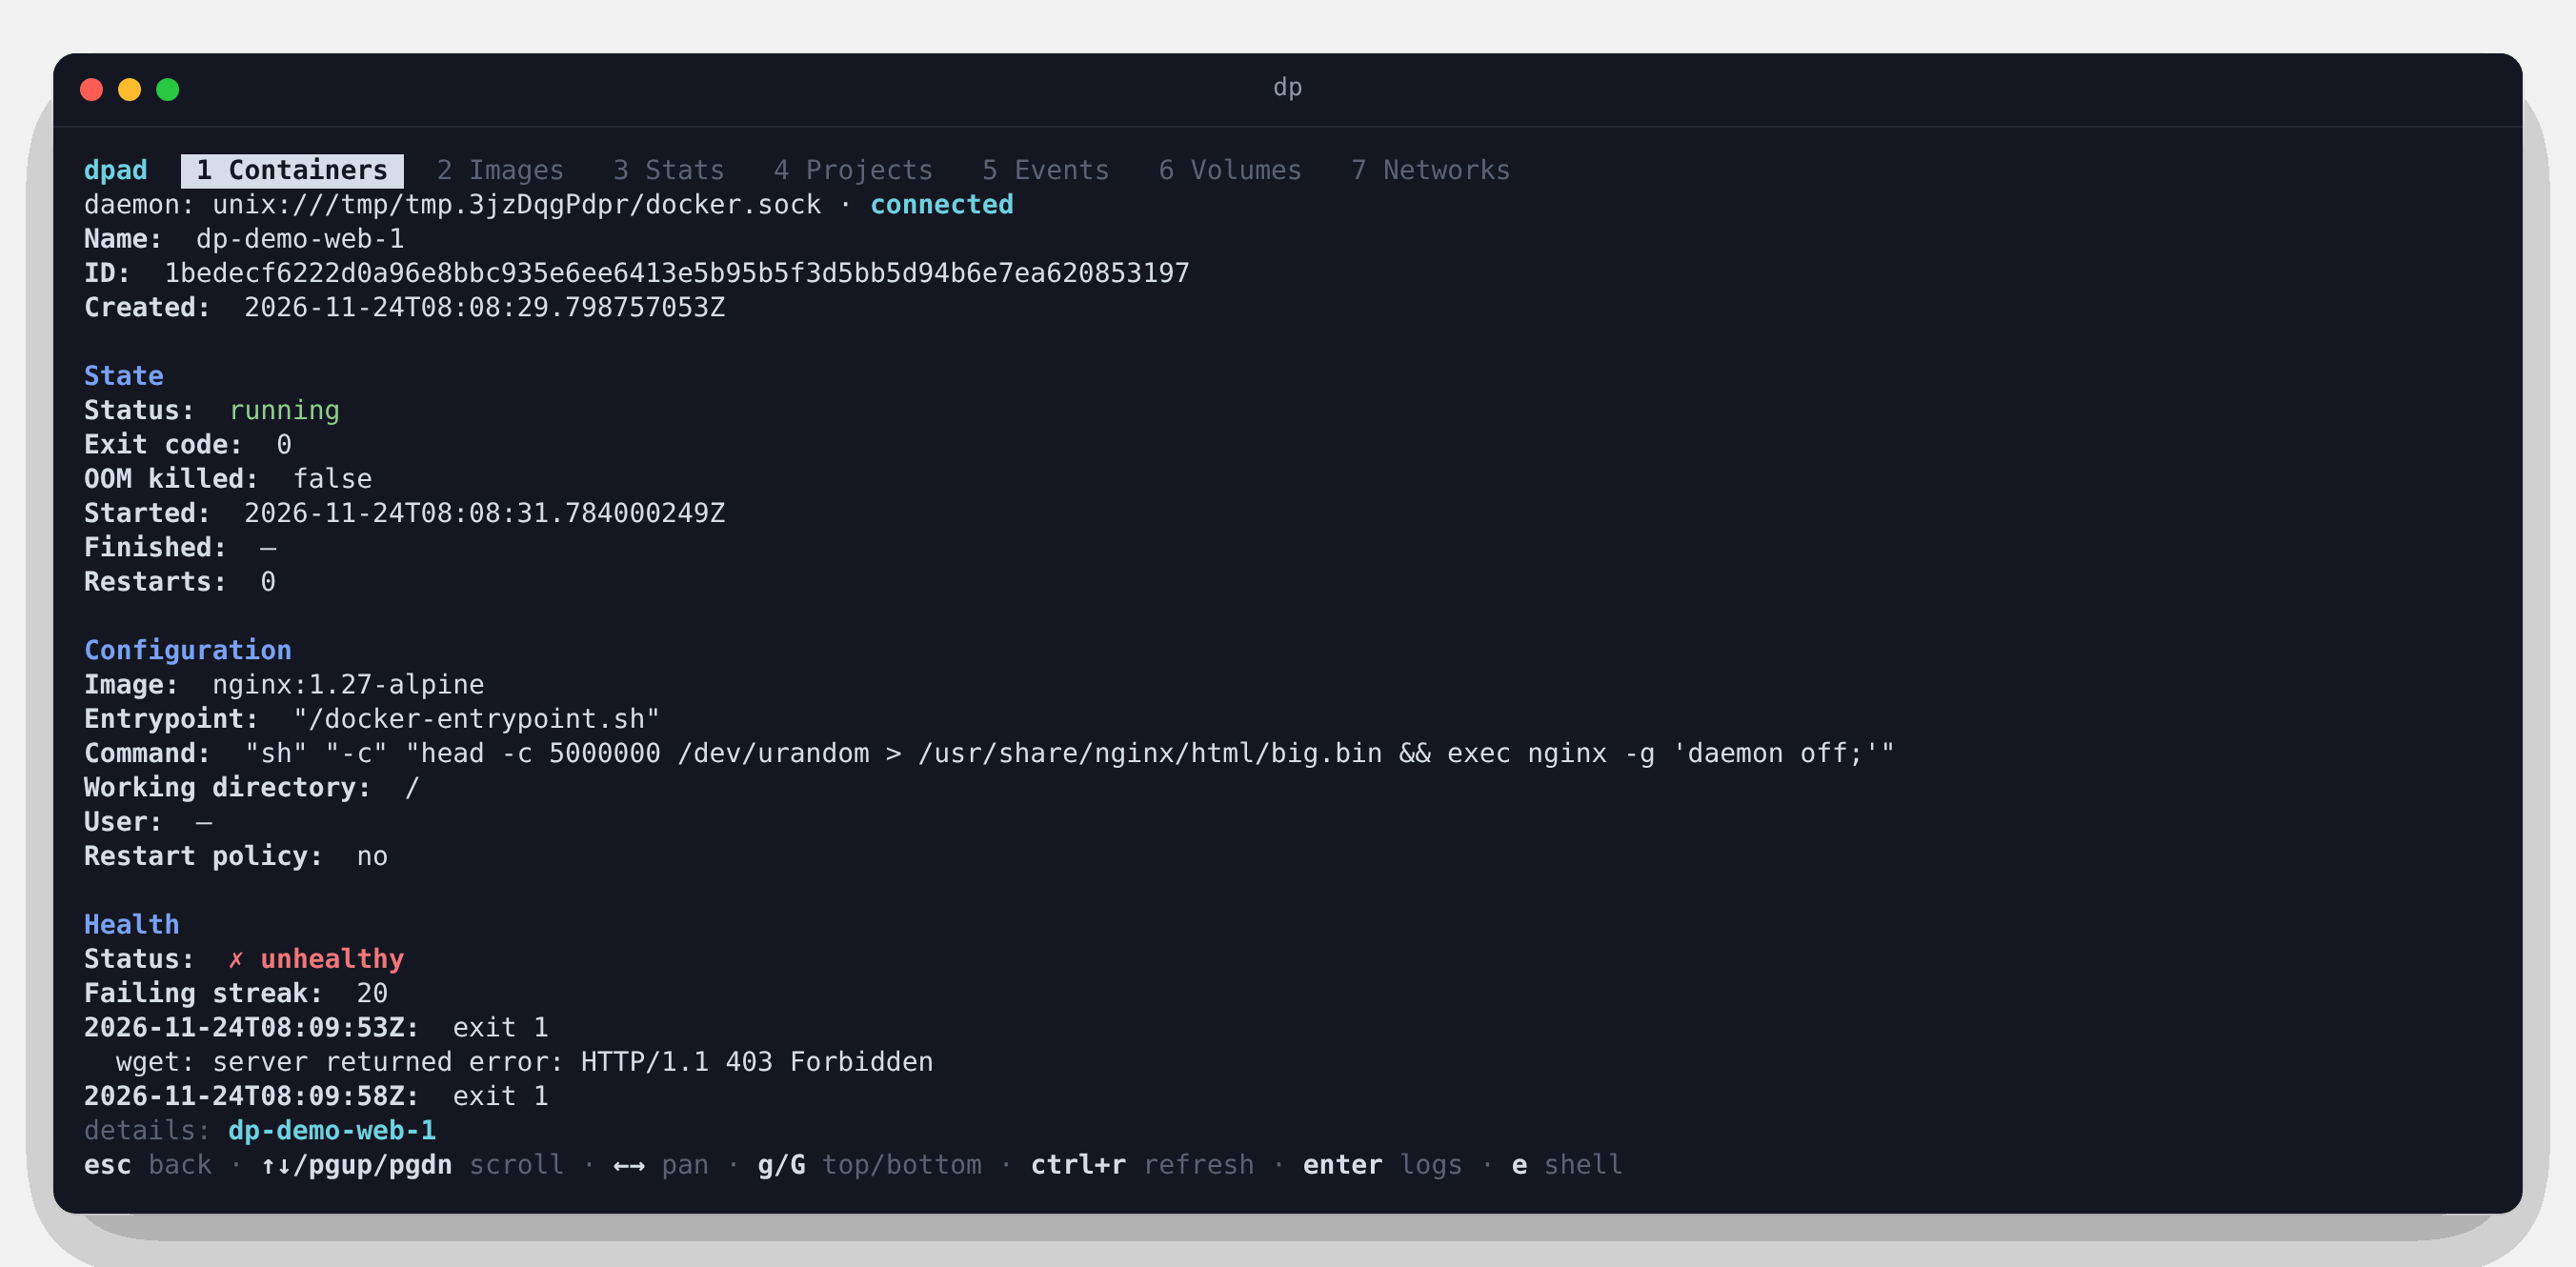 dp
dpad 1 Containers 2 Images 3 Stats 4 Projects 5 Events 6 Volumes 7 Networks
daemon: unix:///tmp/tmp.3jzDqgPdpr/docker.sock · connected
Name: dp-demo-web-1
ID: 1bedecf6222d0a96e8bbc935e6ee6413e5b95b5f3d5bb5d94b6e7ea620853197
Created: 2026-11-24T08:08:29.798757053Z
State
Status: running
Exit code: 0
OOM killed: false
Started: 2026-11-24T08:08:31.784000249Z
Finished: —
Restarts: 0
Configuration
Image: nginx:1.27-alpine
Entrypoint: "/docker-entrypoint.sh"
Command: "sh" "-c" "head -c 5000000 /dev/urandom > /usr/share/nginx/html/big.bin && exec nginx -g 'daemon off;'"
Working directory: /
User: —
Restart policy: no
Health
Status: ✗ unhealthy
Failing streak: 20
2026-11-24T08:09:53Z: exit 1
wget: server returned error: HTTP/1.1 403 Forbidden
2026-11-24T08:09:58Z: exit 1
details: dp-demo-web-1
esc back · ↑↓/pgup/pgdn scroll · ←→ pan · g/G top/bottom · ctrl+r refresh · enter logs · e shell